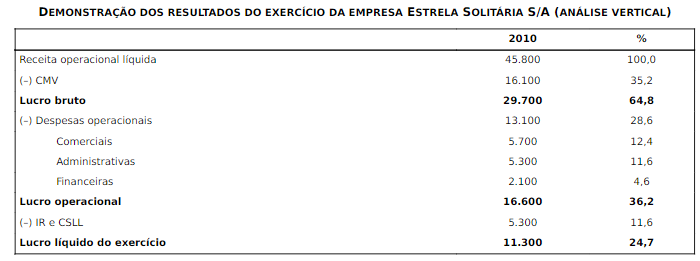 DEMONSTRAÇÃO DOS RESULTADOS DO EXERCÍCIO DA EMPRESA ESTRELA SOLITÁRIA S/A (ANÁLISE VERTICAL)
2010 %
Receita operacional líquida 45.800 100,0
(–) CMV 16.100 35,2
Lucro bruto 29.700 64,8
(–) Despesas operacionais 13.100 28,6
Comerciais 5.700 12,4
Administrativas 5.300 11,6
Financeiras 2.100 4,6
Lucro operacional 16.600 36,2
(–) IR e CSLL 5.300 11,6
Lucro líquido do exercício 11.300 24,7